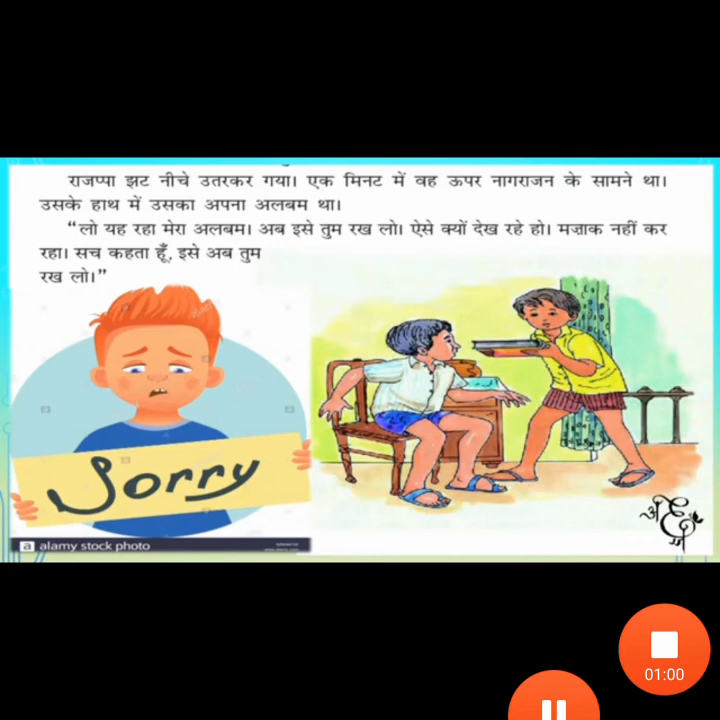 राजप्पा झट नीचे उतरकर गया। एक मिनट में वह ऊपर नागराजन के सामने था।
उसके हाथ में उसका अपना अलबम था।
“लो यह रहा मेरा अलबम। अब इसे तुम रख लो। ऐसे क्यों देख रहे हो। मज़ाक नहीं कर
रहा। सच कहता हूँ, इसे अब तुम
रख लो।”
Sorry
a alamy stock photo
01:00